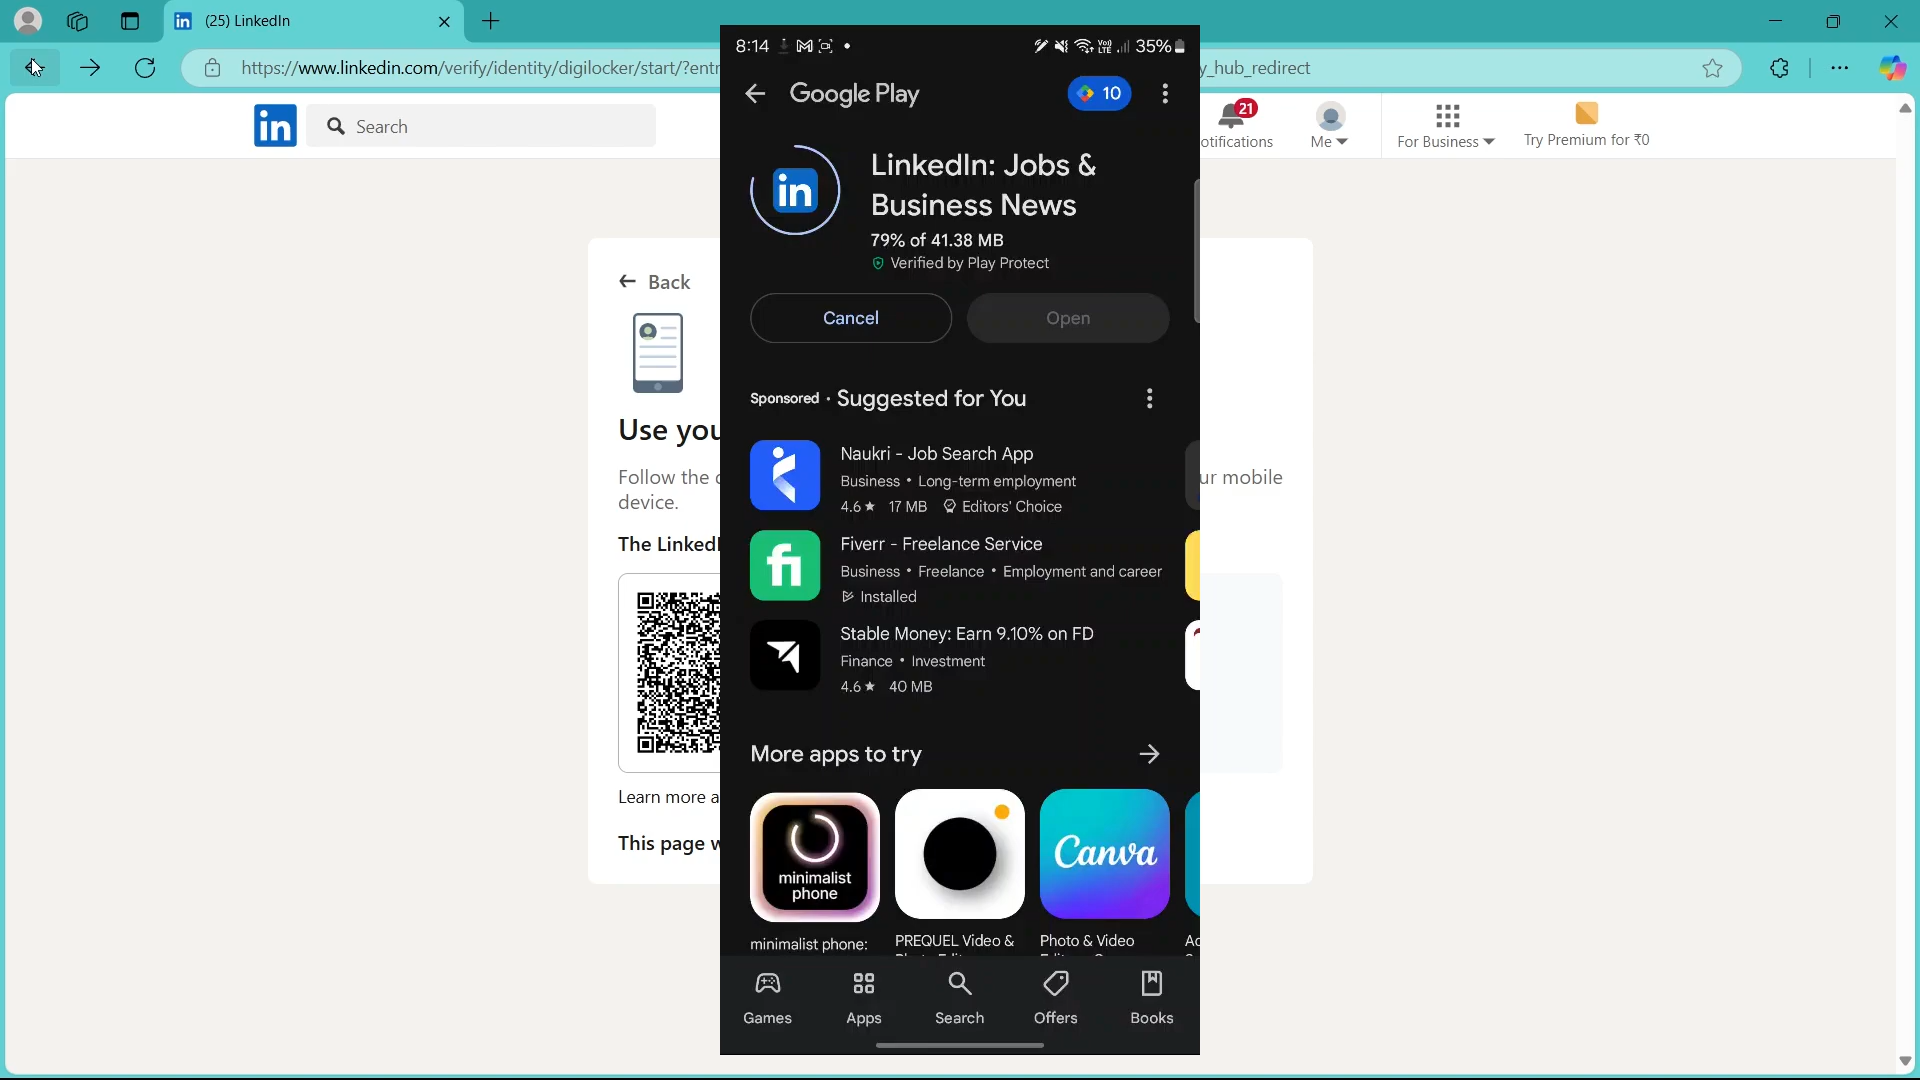 (25) LinkedIn
https://www.linkedin.com/verify/identity/digilocker/start/?entr
y_hub_redirect
in
Search
21
otifications
Me
For Business
Try Premium for ₹0
Back
Use you
Follow the
ur mobile
device.
The LinkedI
Learn more a
This page w
8:14
Vo) LTE
35%
Google Play
10
in
LinkedIn: Jobs &
Business News
79% of 41.38 MB
Verified by Play Protect
Cancel
Open
Sponsored · Suggested for You
Naukri - Job Search App
Business • Long-term employment
4.6★ 17 MB Editors' Choice
fi
Fiverr - Freelance Service
Business • Freelance • Employment and career
Installed
Stable Money: Earn 9.10% on FD
Finance • Investment
4.6★ 40 MB
More apps to try
minimalist
phone
Canva
minimalist phone:
PREQUEL Video &
Photo & Video
Games
Apps
Search
Offers
Books